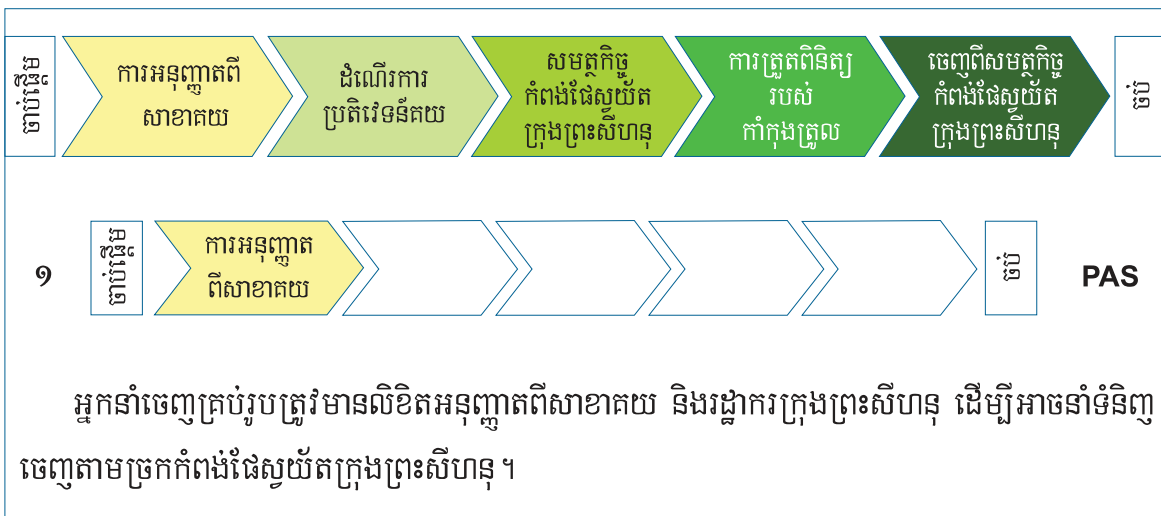 ចាប់ផ្តើម
ការអនុញ្ញាតពី
សាខាគយ
ដំណើរការ
ប្រតិវេទន៍គយ
សមត្ថកិច្ច
កំពង់ផែស្វយ័ត
ក្រុងព្រះសីហនុ
ការត្រួតពិនិត្យ
របស់
កាំកុងត្រូល
ចេញពីសមត្ថកិច្ច
កំពង់ផែស្វយ័ត
ក្រុងព្រះសីហនុ
ចប់
១
ចាប់ផ្តើម
ការអនុញ្ញាត
ពីសាខាគយ
ចប់
PAS
អ្នកនាំចេញគ្រប់រូបត្រូវមានលិខិតអនុញ្ញាតពីសាខាគយ និងរដ្ឋាករក្រុងព្រះសីហនុ ដើម្បីអាចនាំទំនិញ
ចេញតាមច្រកកំពង់ផែស្វយ័តក្រុងព្រះសីហនុ។